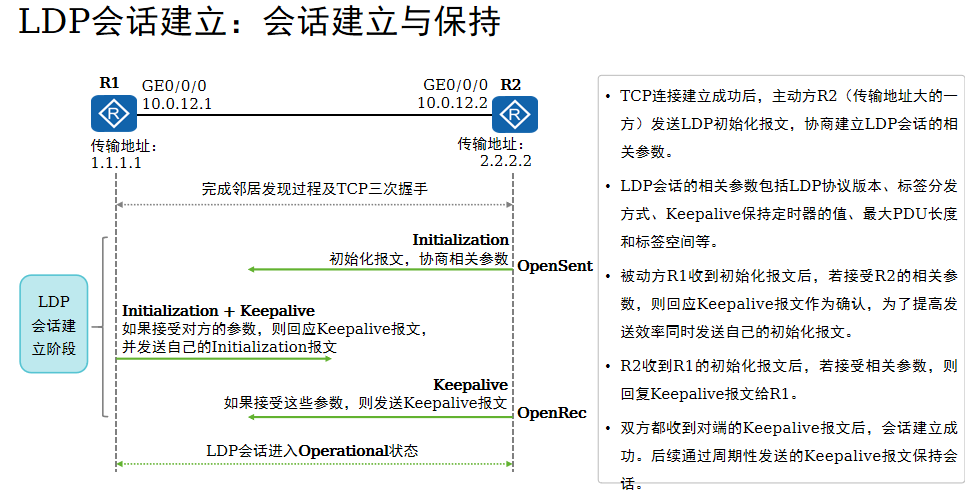 LDP会话建立：会话建立与保持
R1
GE0/0/0
10.0.12.1
GE0/0/0
10.0.12.2
R2
R
R
传输地址：
1.1.1.1
传输地址：
2.2.2.2
完成邻居发现过程及TCP三次握手
Initialization
初始化报文，协商相关参数
OpenSent
LDP
会话建
立阶段
Initialization + Keepalive
如果接受对方的参数，则回应Keepalive报文，
并发送自己的Initialization报文
Keepalive
如果接受这些参数，则发送Keepalive报文
OpenRec
LDP会话进入Operational状态
• TCP连接建立成功后，主动方R2（传输地址大的一
方）发送LDP初始化报文，协商建立LDP会话的相
关参数。
• LDP会话的相关参数包括LDP协议版本、标签分发
方式、Keepalive保持定时器的值、最大PDU长度
和标签空间等。
• 被动方R1收到初始化报文后，若接受R2的相关参
数，则回应Keepalive报文作为确认，为了提高发
送效率同时发送自己的初始化报文。
• R2收到R1的初始化报文后，若接受相关参数，则
回复Keepalive报文给R1。
• 双方都收到对端的Keepalive报文后，会话建立成
功。后续通过周期性发送的Keepalive报文保持会
话。